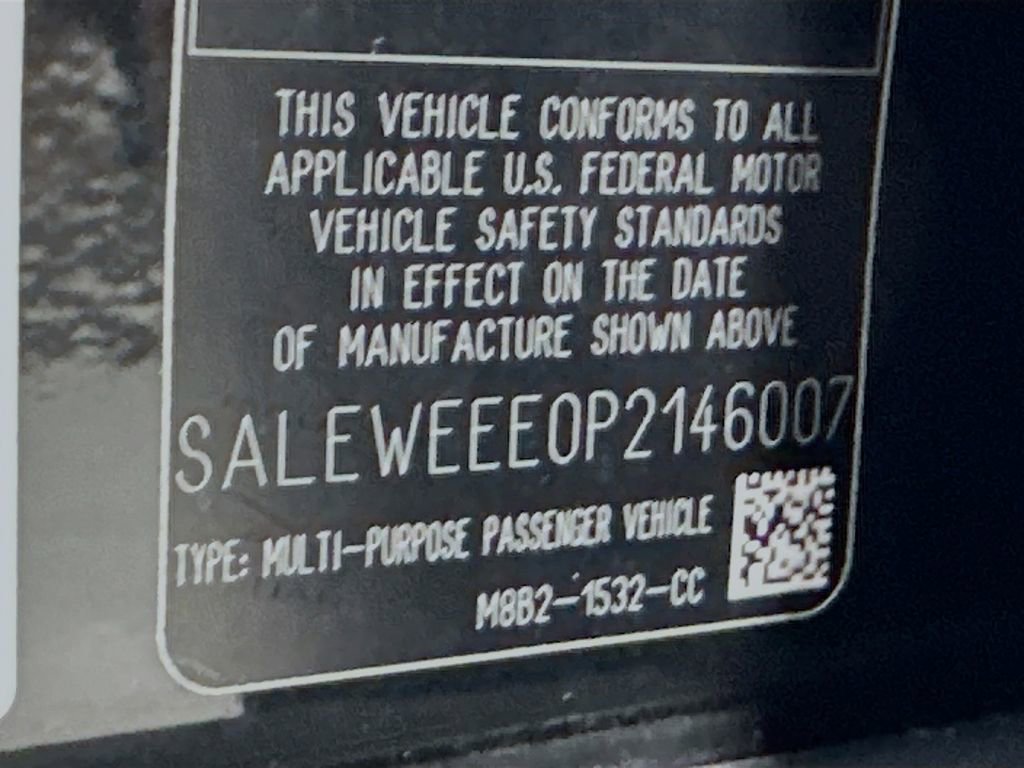 THIS VEHICLE CONFORMS TO ALL
APPLICABLE U.S. FEDERAL MOTOR
VEHICLE SAFETY STANDARDS
IN EFFECT ON THE DATE
OF MANUFACTURE SHOWN ABOVE
SALEWEEE0P2146007
TYPE: MULTI-PURPOSE PASSENGER VEHICLE
M8B2-1532-CC